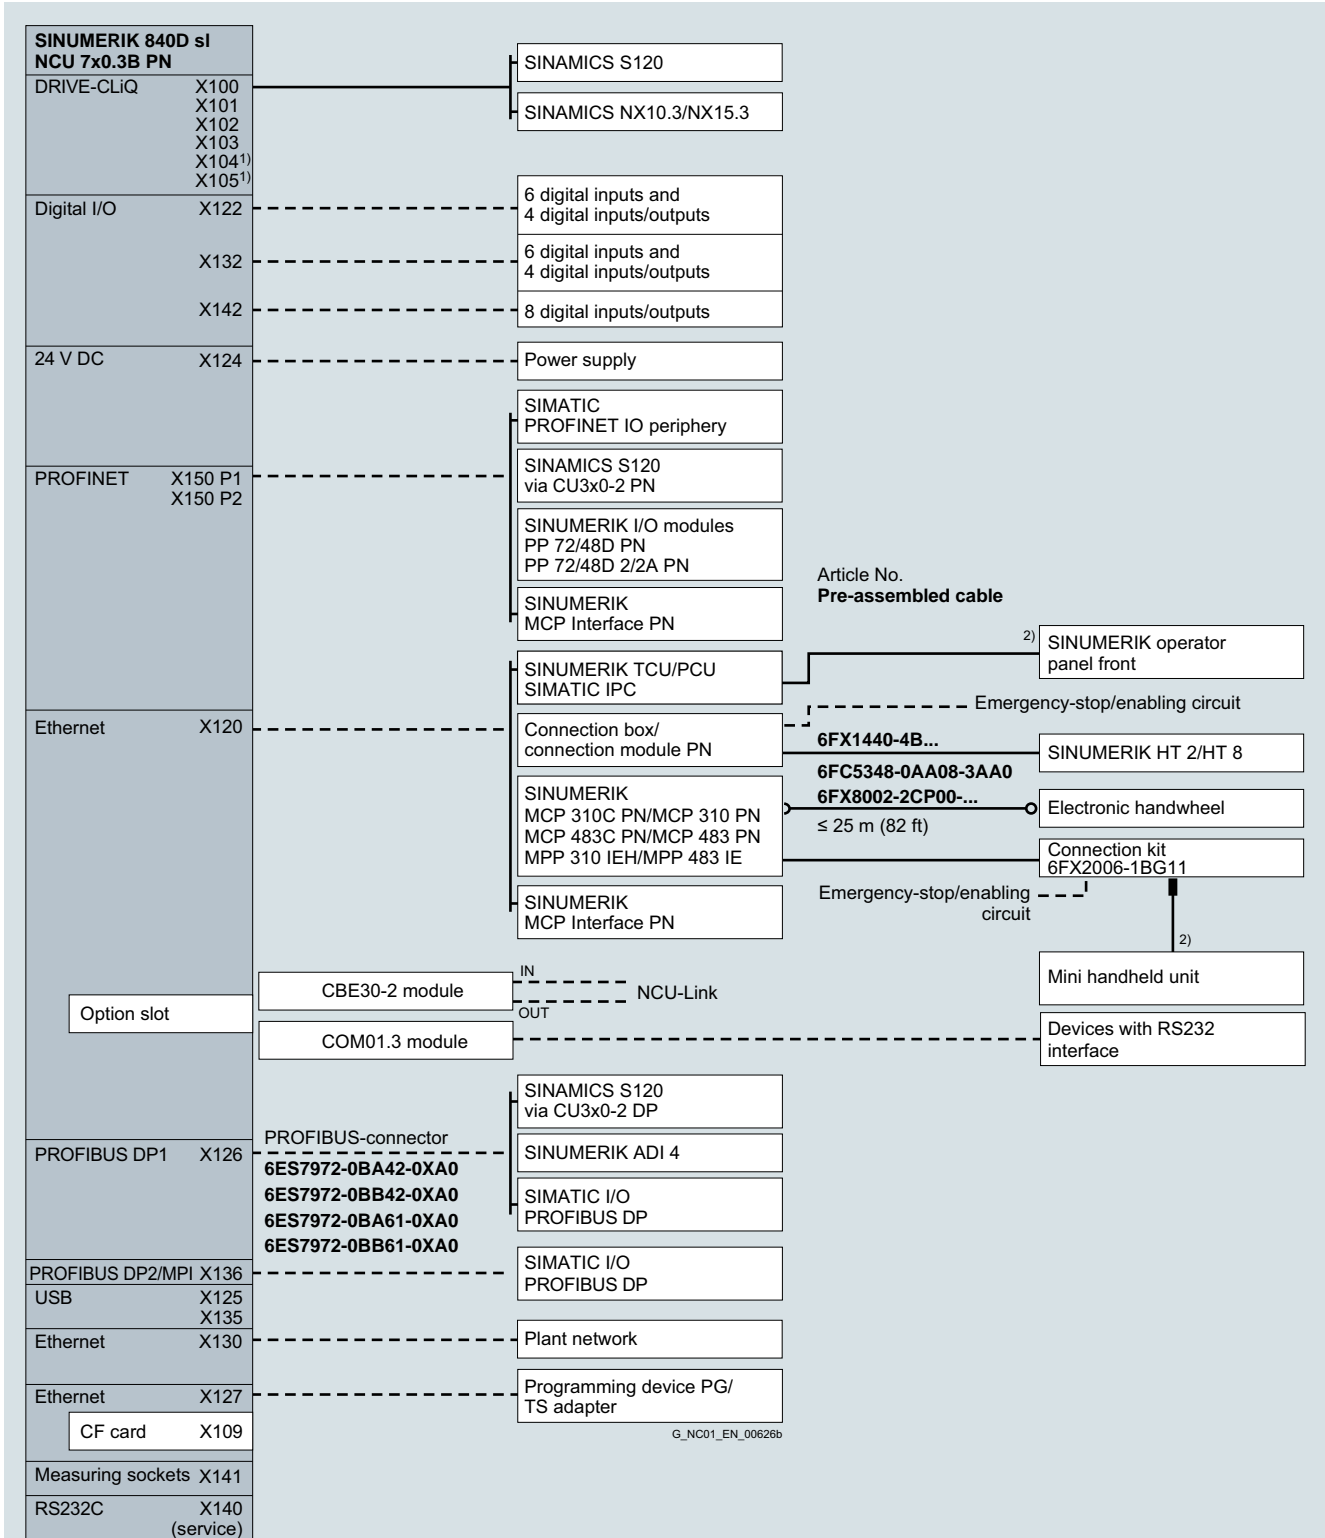 SINUMERIK 840D sl
NCU 7x0.3B PN
DRIVE-CLiQ X100
X101
X102
X103
X104 1)
X105 1)
SINAMICS S120
SINAMICS NX10.3/NX15.3
Digital I/O X122
6 digital inputs and
4 digital inputs/outputs
X132
6 digital inputs and
4 digital inputs/outputs
X142
8 digital inputs/outputs
24 V DC X124
Power supply
SIMATIC
PROFINET IO periphery
PROFINET X150 P1
X150 P2
SINAMICS S120
via CU3x0-2 PN
SINUMERIK I/O modules
PP 72/48D PN
PP 72/48D 2/2A PN
SINUMERIK
MCP Interface PN
Article No.
Pre-assembled cable
SINUMERIK TCU/PCU
SIMATIC IPC
2)
SINUMERIK operator
panel front
Ethernet X120
Connection box/
connection module PN
Emergency-stop/enabling circuit
6FX1440-4B...
SINUMERIK HT 2/HT 8
SINUMERIK
MCP 310C PN/MCP 310 PN
MCP 483C PN/MCP 483 PN
MPP 310 IEH/MPP 483 IE
6FC5348-0AA08-3AA0
6FX8002-2CP00-...
≤ 25 m (82 ft)
Electronic handwheel
Connection kit
6FX2006-1BG11
Emergency-stop/enabling
circuit
SINUMERIK
MCP Interface PN
2)
Mini handheld unit
Option slot
CBE30-2 module
IN
OUT
NCU-Link
COM01.3 module
Devices with RS232
interface
PROFIBUS DP1 X126
PROFIBUS-connector
6ES7972-0BA42-0XA0
6ES7972-0BB42-0XA0
6ES7972-0BA61-0XA0
6ES7972-0BB61-0XA0
SINAMICS S120
via CU3x0-2 DP
SINUMERIK ADI 4
SIMATIC I/O
PROFIBUS DP
PROFIBUS DP2/MPI X136
SIMATIC I/O
PROFIBUS DP
USB X125
X135
Ethernet X130
Plant network
Ethernet X127
Programming device PG/
TS adapter
G_NC01_EN_00626b
CF card X109
Measuring sockets X141
RS232C X140
(service)